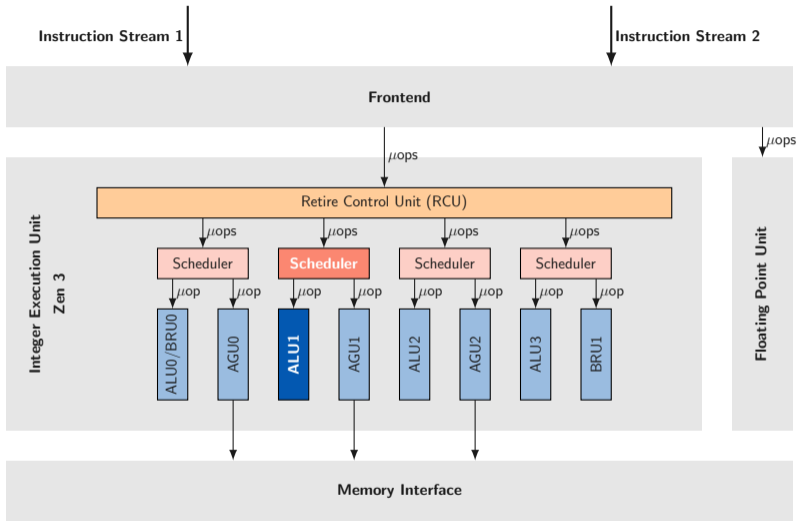 Instruction Stream 1
Instruction Stream 2
Frontend
μops
μops
Integer Execution Unit
Zen 3
Retire Control Unit (RCU)
μops
μops
μops
μops
Scheduler
Scheduler
Scheduler
Scheduler
μop
μop
μop
μop
μop
μop
μop
μop
ALU0/BRU0
AGU0
ALU1
AGU1
ALU2
AGU2
ALU3
BRU1
Floating Point Unit
Memory Interface